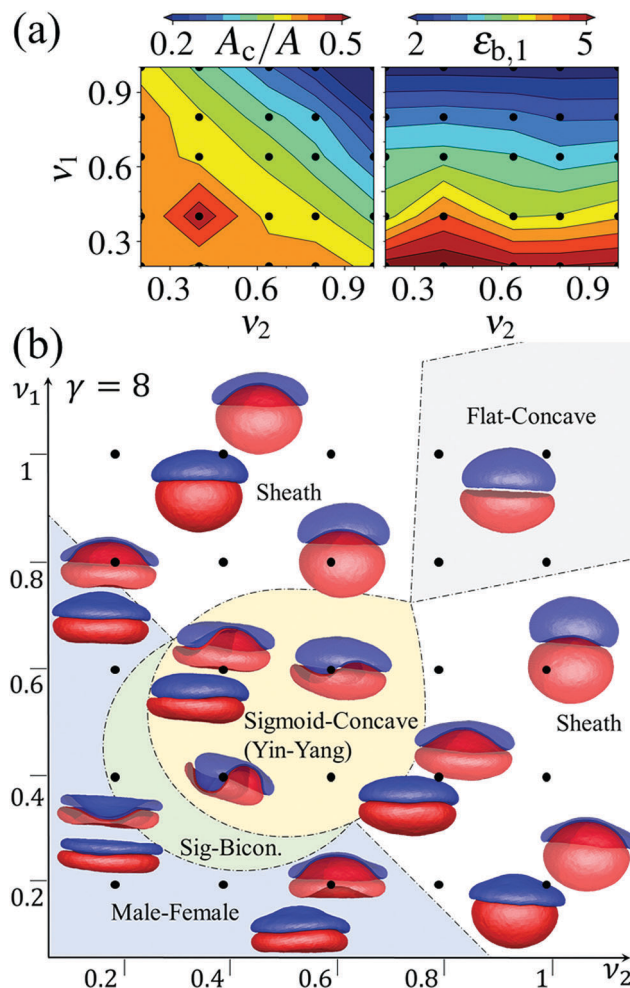 (a)
0.2 A_c/A 0.5 2 ε_b,1 5
ν_1
0.9
0.6
0.3
0.3 0.6 0.9 0.3 0.6 0.9
ν_2 ν_2
(b)
ν_1 γ = 8
Flat-Concave
1
Sheath
0.8
0.6
Sigmoid-Concave
(Yin-Yang)
Sheath
0.4
Sig-Bicon.
0.2
Male-Female
0.2 0.4 0.6 0.8 1 ν_2